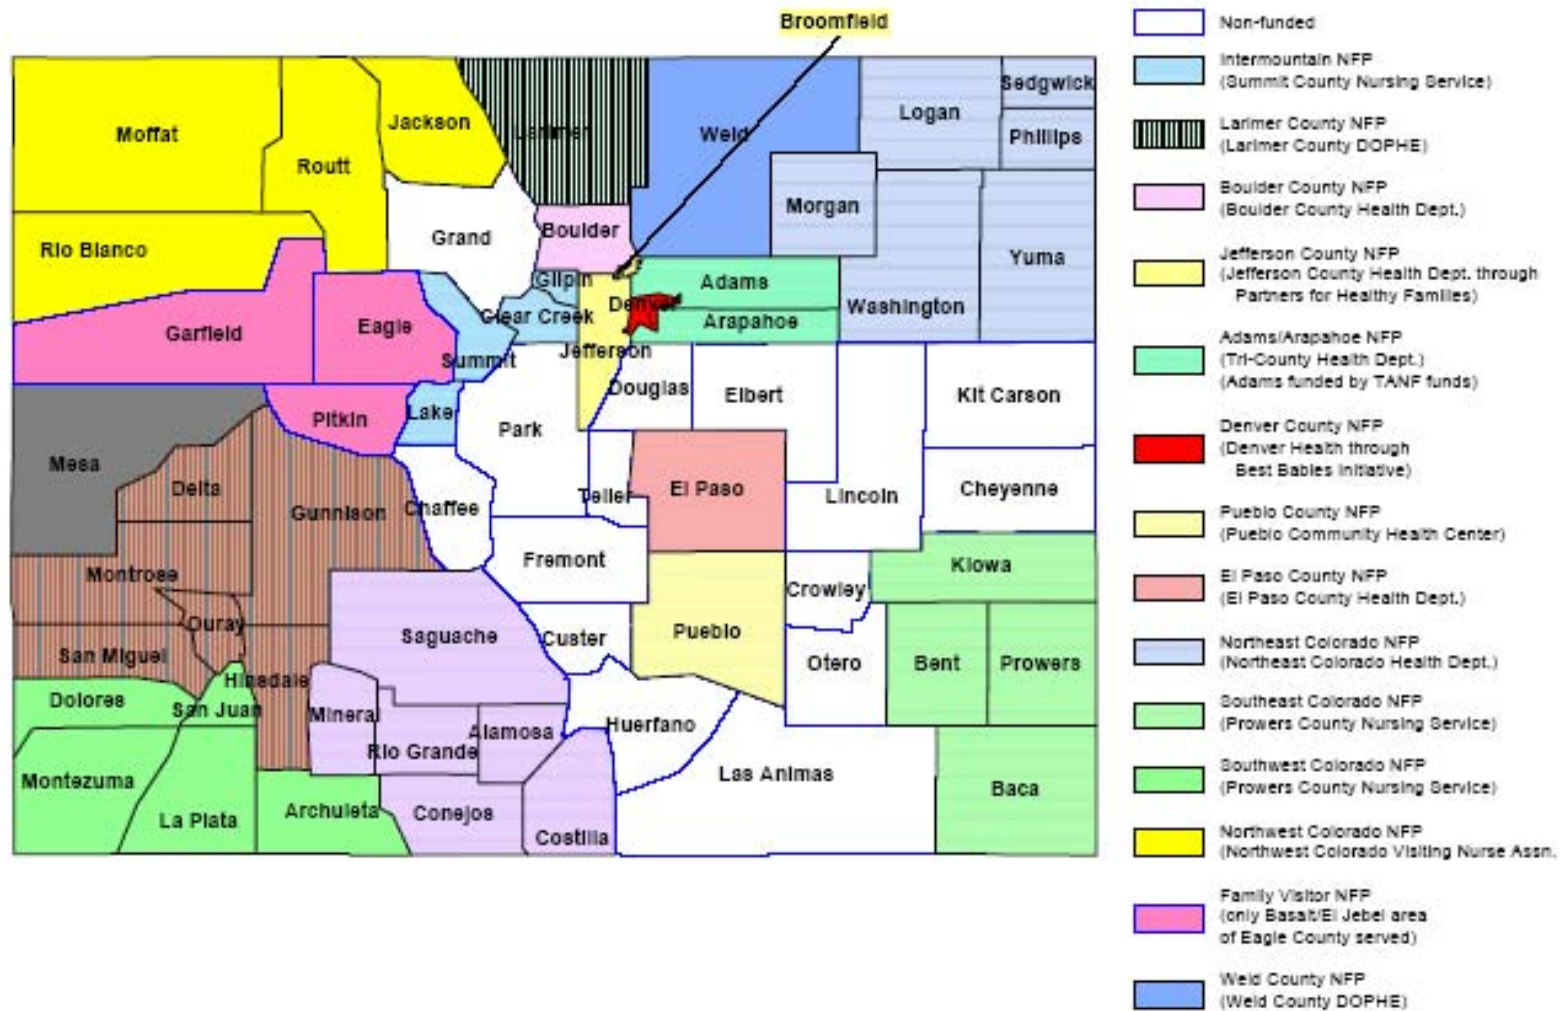 Broomfield
Moffat
Routt
Jackson
Larimer
Weld
Logan
Sedgwick
Phillips
Morgan
Rio Blanco
Grand
Boulder
Gilpin
Yuma
Washington
Garfield
Eagle
Summit
Clear Creek
Denver
Adams
Arapahoe
Jefferson
Douglas
Elbert
Kit Carson
Pitkin
Lake
Park
Mesa
Delta
Gunnison
Chaffee
Teller
El Paso
Lincoln
Cheyenne
Fremont
Montrose
Crowley
Kiowa
Ouray
Saguache
Custer
Pueblo
Otero
Bent
Prowers
San Miguel
Hinsdale
Dolores
San Juan
Mineral
Rio Grande
Alamosa
Huerfano
Las Animas
Montezuma
La Plata
Archuleta
Conejos
Costilla
Baca
Non-funded
Intermountain NFP
(Summit County Nursing Service)
Larimer County NFP
(Larimer County DOPHE)
Boulder County NFP
(Boulder County Health Dept.)
Jefferson County NFP
(Jefferson County Health Dept. through
Partners for Healthy Families)
Adams/Arapahoe NFP
(Tri-County Health Dept.)
(Adams funded by TANF funds)
Denver County NFP
(Denver Health through
Best Babies Initiative)
Pueblo County NFP
(Pueblo Community Health Center)
El Paso County NFP
(El Paso County Health Dept.)
Northeast Colorado NFP
(Northeast Colorado Health Dept.)
Southeast Colorado NFP
(Prowers County Nursing Service)
Southwest Colorado NFP
(Prowers County Nursing Service)
Northwest Colorado NFP
(Northwest Colorado Visiting Nurse Assn.
Family Visitor NFP
(only Basalt/El Jebel area
of Eagle County served)
Weld County NFP
(Weld County DOPHE)